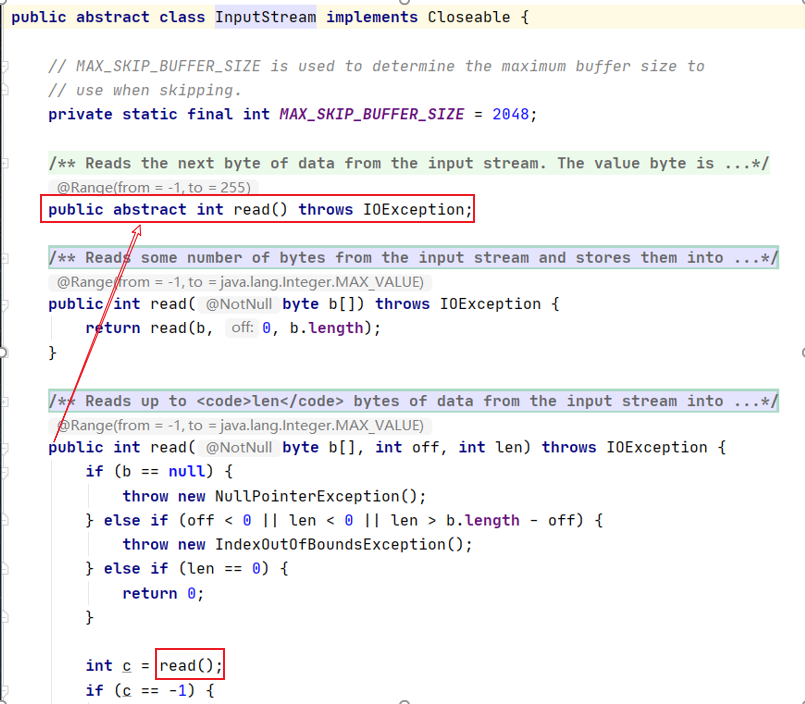 public abstract class InputStream implements Closeable {
// MAX_SKIP_BUFFER_SIZE is used to determine the maximum buffer size to
// use when skipping.
private static final int MAX_SKIP_BUFFER_SIZE = 2048;
/** Reads the next byte of data from the input stream. The value byte is ...*/
@Range(from = -1, to = 255)
public abstract int read() throws IOException;
/** Reads some number of bytes from the input stream and stores them into ...*/
@Range(from = -1, to = java.lang.Integer.MAX_VALUE)
public int read( @NotNull byte b[]) throws IOException {
return read(b, off: 0, b.length);
}
/** Reads up to <code>len</code> bytes of data from the input stream into ...*/
@Range(from = -1, to = java.lang.Integer.MAX_VALUE)
public int read( @NotNull byte b[], int off, int len) throws IOException {
if (b == null) {
throw new NullPointerException();
} else if (off < 0 || len < 0 || len > b.length - off) {
throw new IndexOutOfBoundsException();
} else if (len == 0) {
return 0;
}
int c = read();
if (c == -1) {